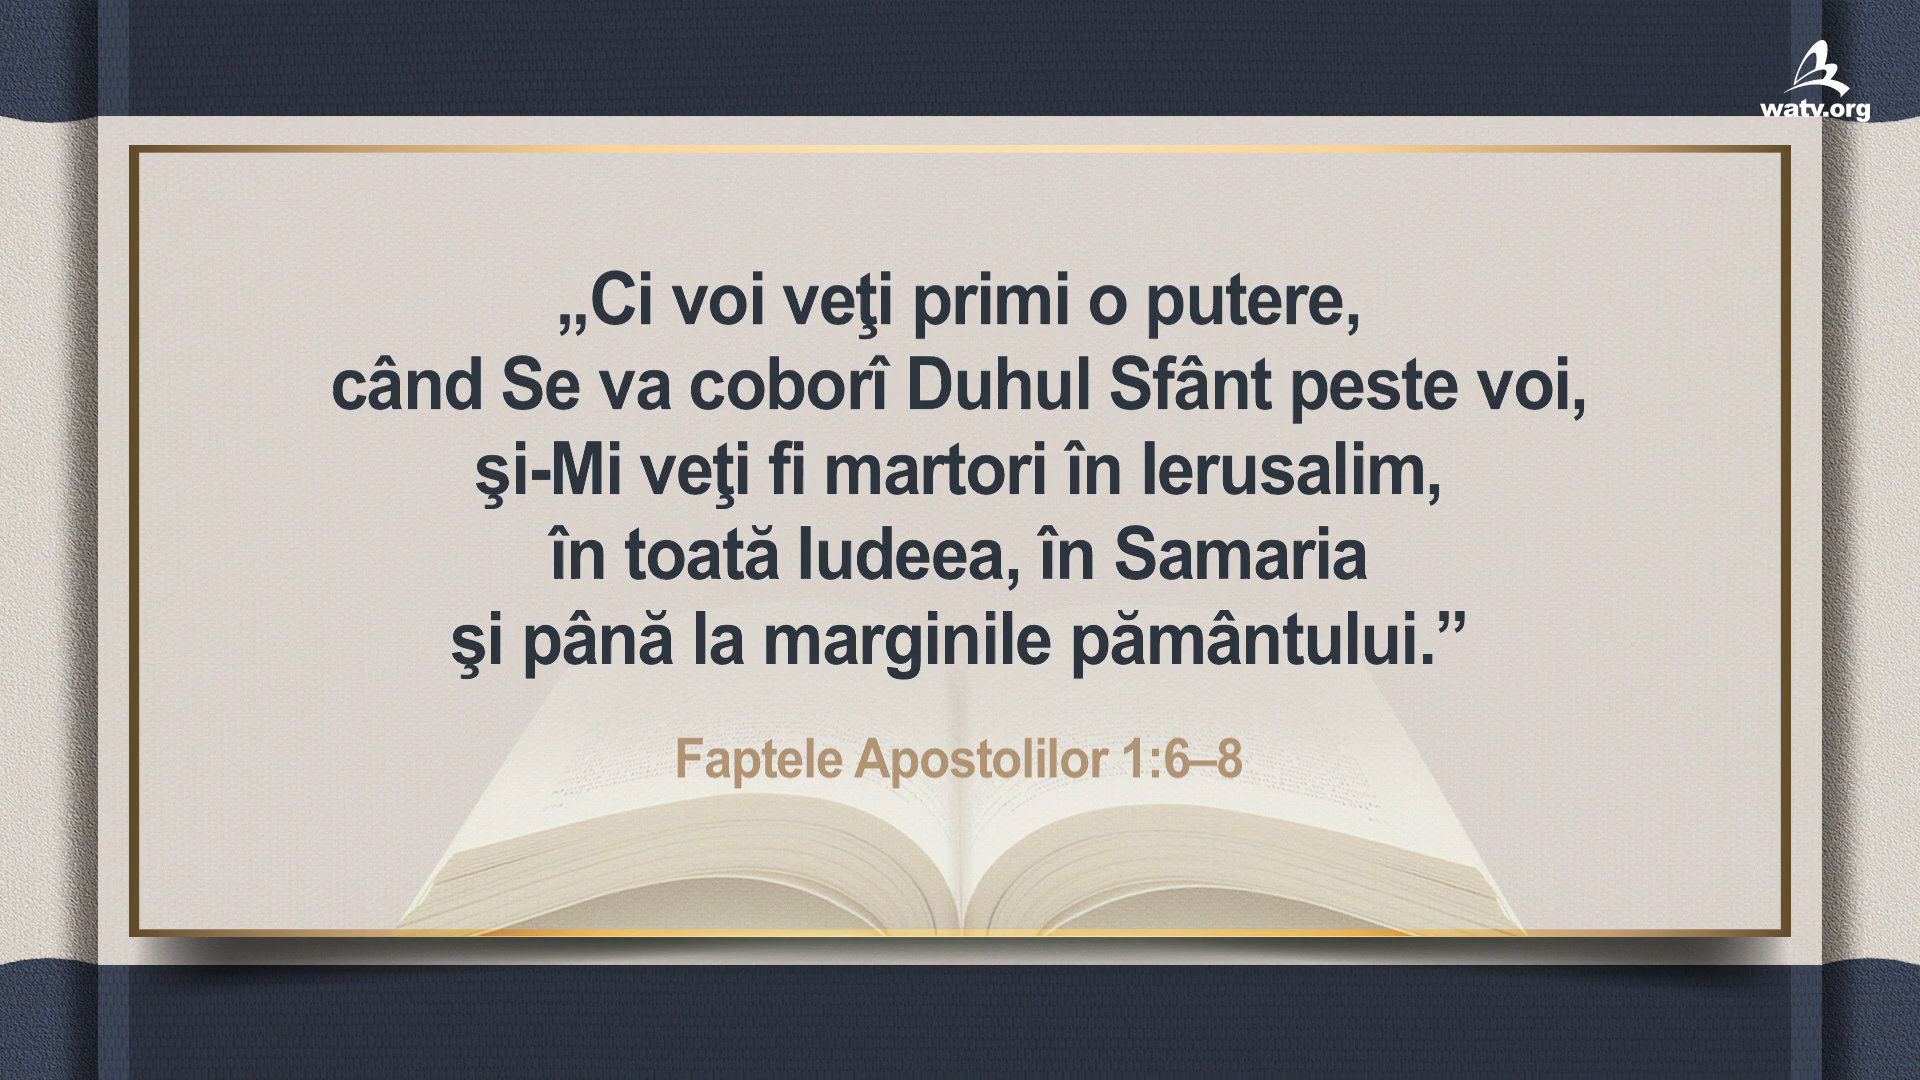 watv.org
„Ci voi veţi primi o putere,
când Se va coborî Duhul Sfânt peste voi,
şi-Mi veţi fi martori în Ierusalim,
în toată Iudeea, în Samaria
şi până la marginile pământului.”
Faptele Apostolilor 1:6–8